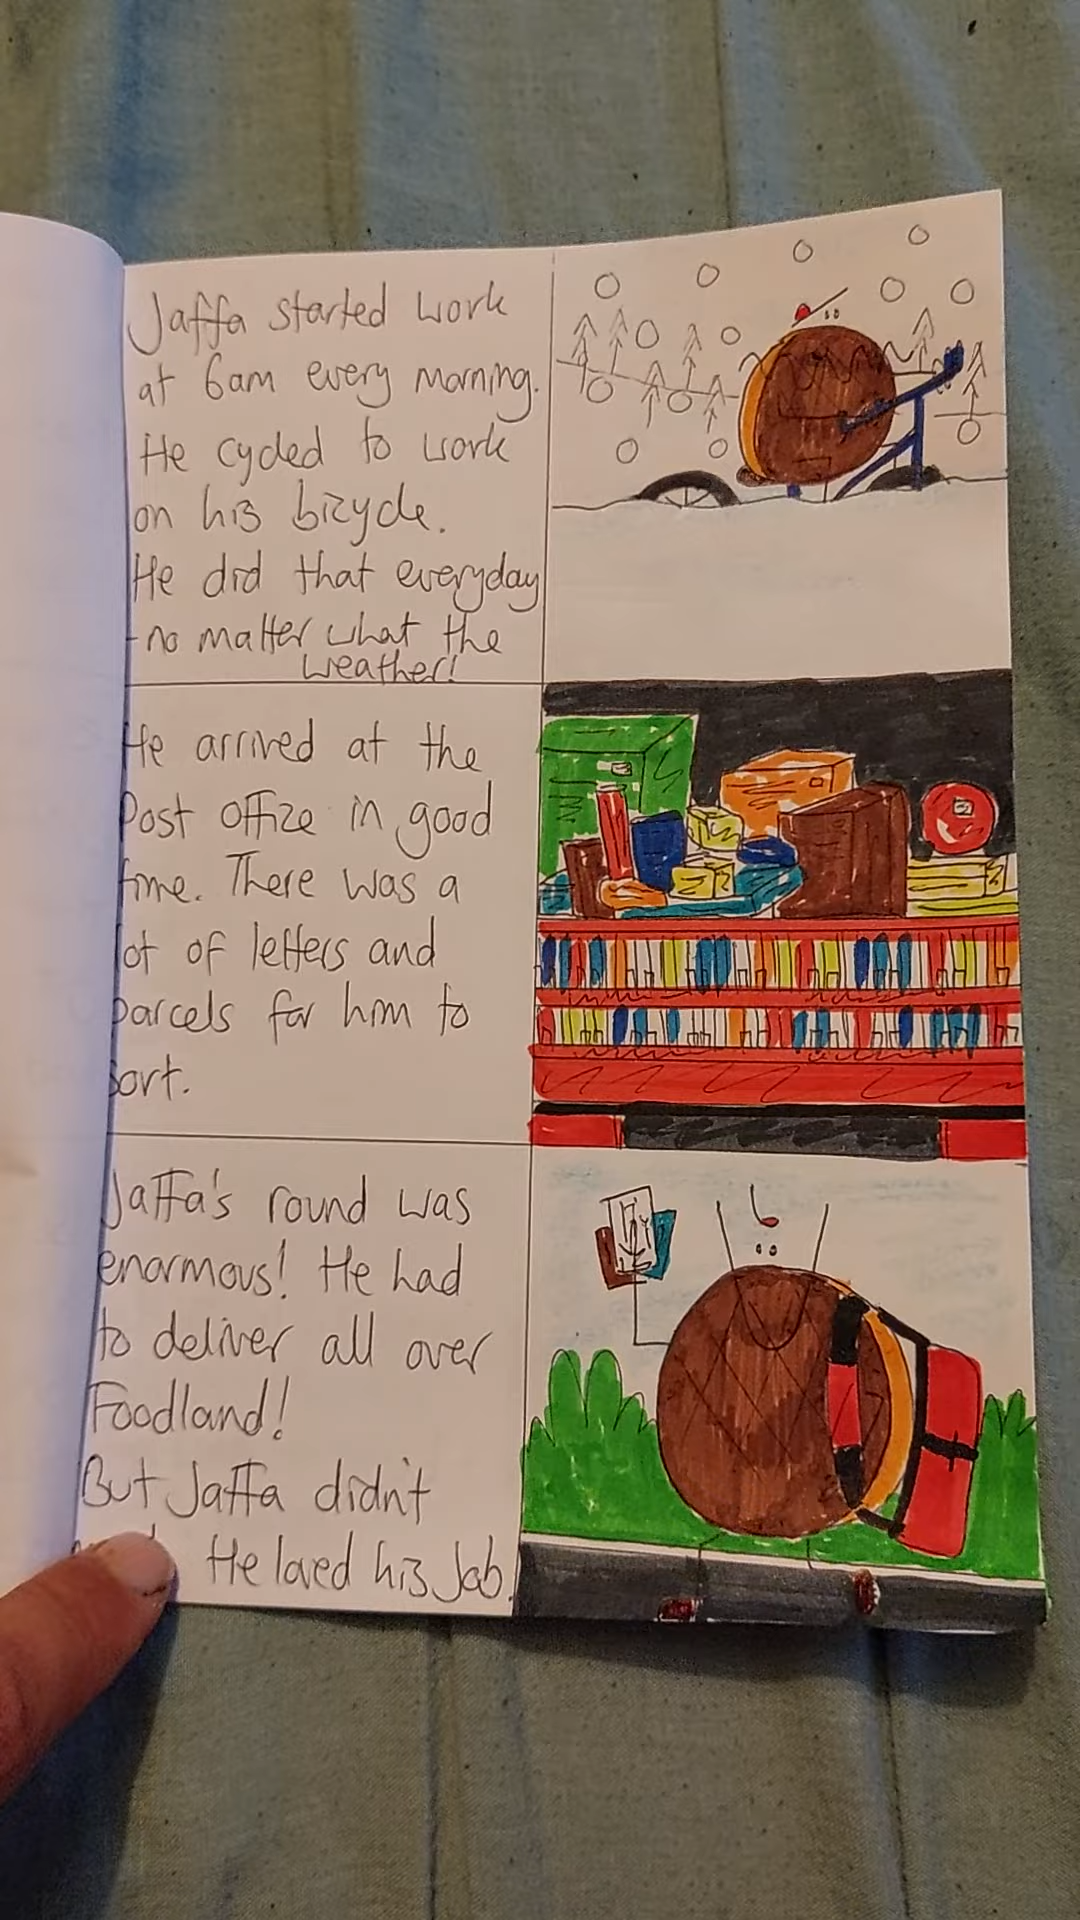 Jaffa started work
at 6am every morning.
He cycled to work
on his bicycle.
He did that everyday
-no matter what the
weather!
He arrived at the
Post office in good
time. There was a
lot of letters and
parcels for him to
sort.
Jaffa's round was
enormous! He had
to deliver all over
Foodland!
But Jaffa didn't
He loved his job.